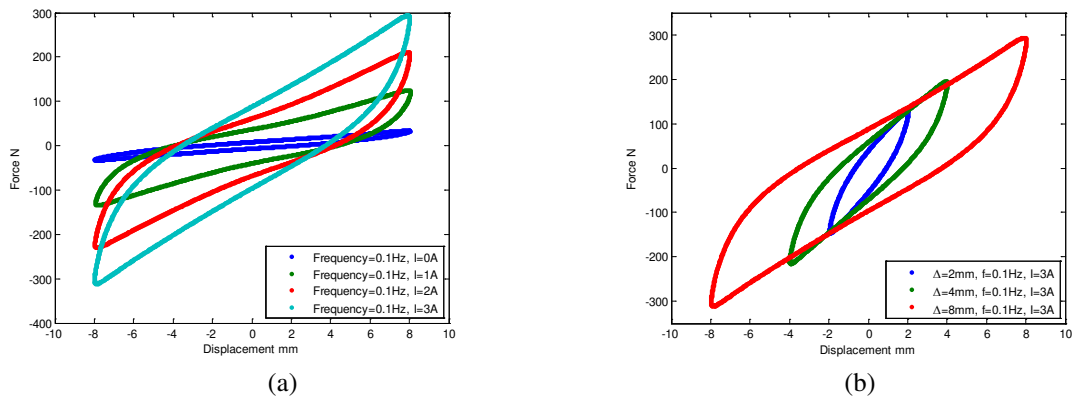 300
200
100
0
-100
-200
-300
-400
Force N
-10 -8 -6 -4 -2 0 2 4 6 8 10
Displacement mm
Frequency=0.1Hz, I=0A
Frequency=0.1Hz, I=1A
Frequency=0.1Hz, I=2A
Frequency=0.1Hz, I=3A
(a)
300
200
100
0
-100
-200
-300
Force N
-10 -8 -6 -4 -2 0 2 4 6 8 10
Displacement mm
Δ=2mm, f=0.1Hz, I=3A
Δ=4mm, f=0.1Hz, I=3A
Δ=8mm, f=0.1Hz, I=3A
(b)